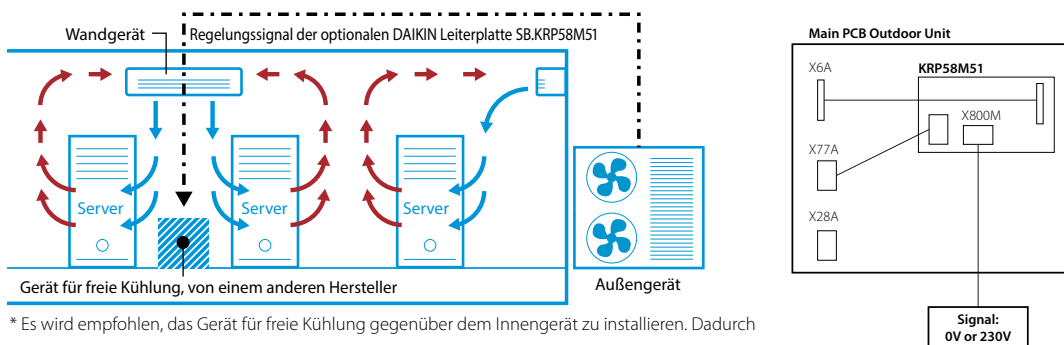 Wandgerät
Regelungssignal der optionalen DAIKIN Leiterplatte SB.KRP58M51
Server
Server
Server
Gerät für freie Kühlung, von einem anderen Hersteller
Außengerät
* Es wird empfohlen, das Gerät für freie Kühlung gegenüber dem Innengerät zu installieren. Dadurch
Main PCB Outdoor Unit
X6A
KRP58M51
X800M
X77A
X28A
Signal:
0V or 230V